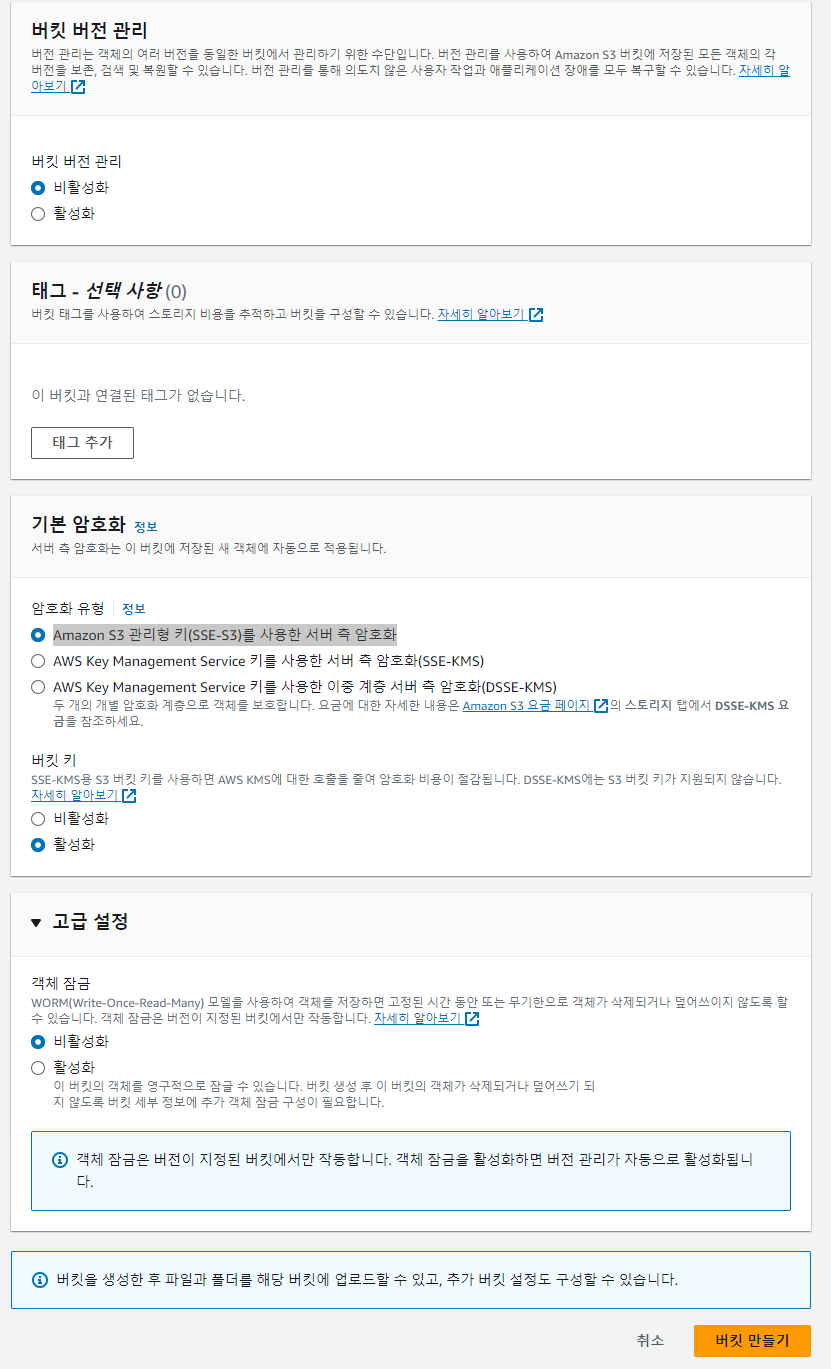 버킷 버전 관리
버전 관리는 객체의 여러 버전을 동일한 버킷에서 관리하기 위한 수단입니다. 버전 관리를 사용하여 Amazon S3 버킷에 저장된 모든 객체의 각
버전을 보존, 검색 및 복원할 수 있습니다. 버전 관리를 통해 의도치 않은 사용자 작업과 애플리케이션 장애를 모두 복구할 수 있습니다. 자세히 알
아보기
버킷 버전 관리
비활성화
활성화
태그 - 선택 사항 (0)
버킷 태그를 사용하여 스토리지 비용을 추적하고 버킷을 구성할 수 있습니다. 자세히 알아보기
이 버킷과 연결된 태그가 없습니다.
태그 추가
기본 암호화 정보
서버 측 암호화는 이 버킷에 저장된 새 객체에 자동으로 적용됩니다.
암호화 유형 정보
Amazon S3 관리형 키(SSE-S3)를 사용한 서버 측 암호화
AWS Key Management Service 키를 사용한 서버 측 암호화(SSE-KMS)
AWS Key Management Service 키를 사용한 이중 계층 서버 측 암호화(DSSE-KMS)
두 개의 개별 암호화 계층으로 객체를 보호합니다. 요금에 대한 자세한 내용은 Amazon S3 요금 페이지의 스토리지 탭에서 DSSE-KMS 요
금을 참조하세요.
버킷 키
SSE-KMS용 S3 버킷 키를 사용하면 AWS KMS에 대한 호출을 줄여 암호화 비용이 절감됩니다. DSSE-KMS에는 S3 버킷 키가 지원되지 않습니다.
자세히 알아보기
비활성화
활성화
고급 설정
객체 잠금
WORM(Write-Once-Read-Many) 모델을 사용하여 객체를 저장하면 고정된 시간 동안 또는 무기한으로 객체가 삭제되거나 덮어쓰이지 않도록 할
수 있습니다. 객체 잠금은 버전이 지정된 버킷에서만 작동합니다. 자세히 알아보기
비활성화
활성화
이 버킷의 객체를 영구적으로 잠글 수 있습니다. 버킷 생성 후 이 버킷의 객체가 삭제되거나 덮어쓰기 되
지 않도록 버킷 세부 정보에 추가 객체 잠금 구성이 필요합니다.
객체 잠금은 버전이 지정된 버킷에서만 작동합니다. 객체 잠금을 활성화하면 버전 관리가 자동으로 활성화됩니
다.
버킷을 생성한 후 파일과 폴더를 해당 버킷에 업로드할 수 있고, 추가 버킷 설정도 구성할 수 있습니다.
취소 버킷 만들기